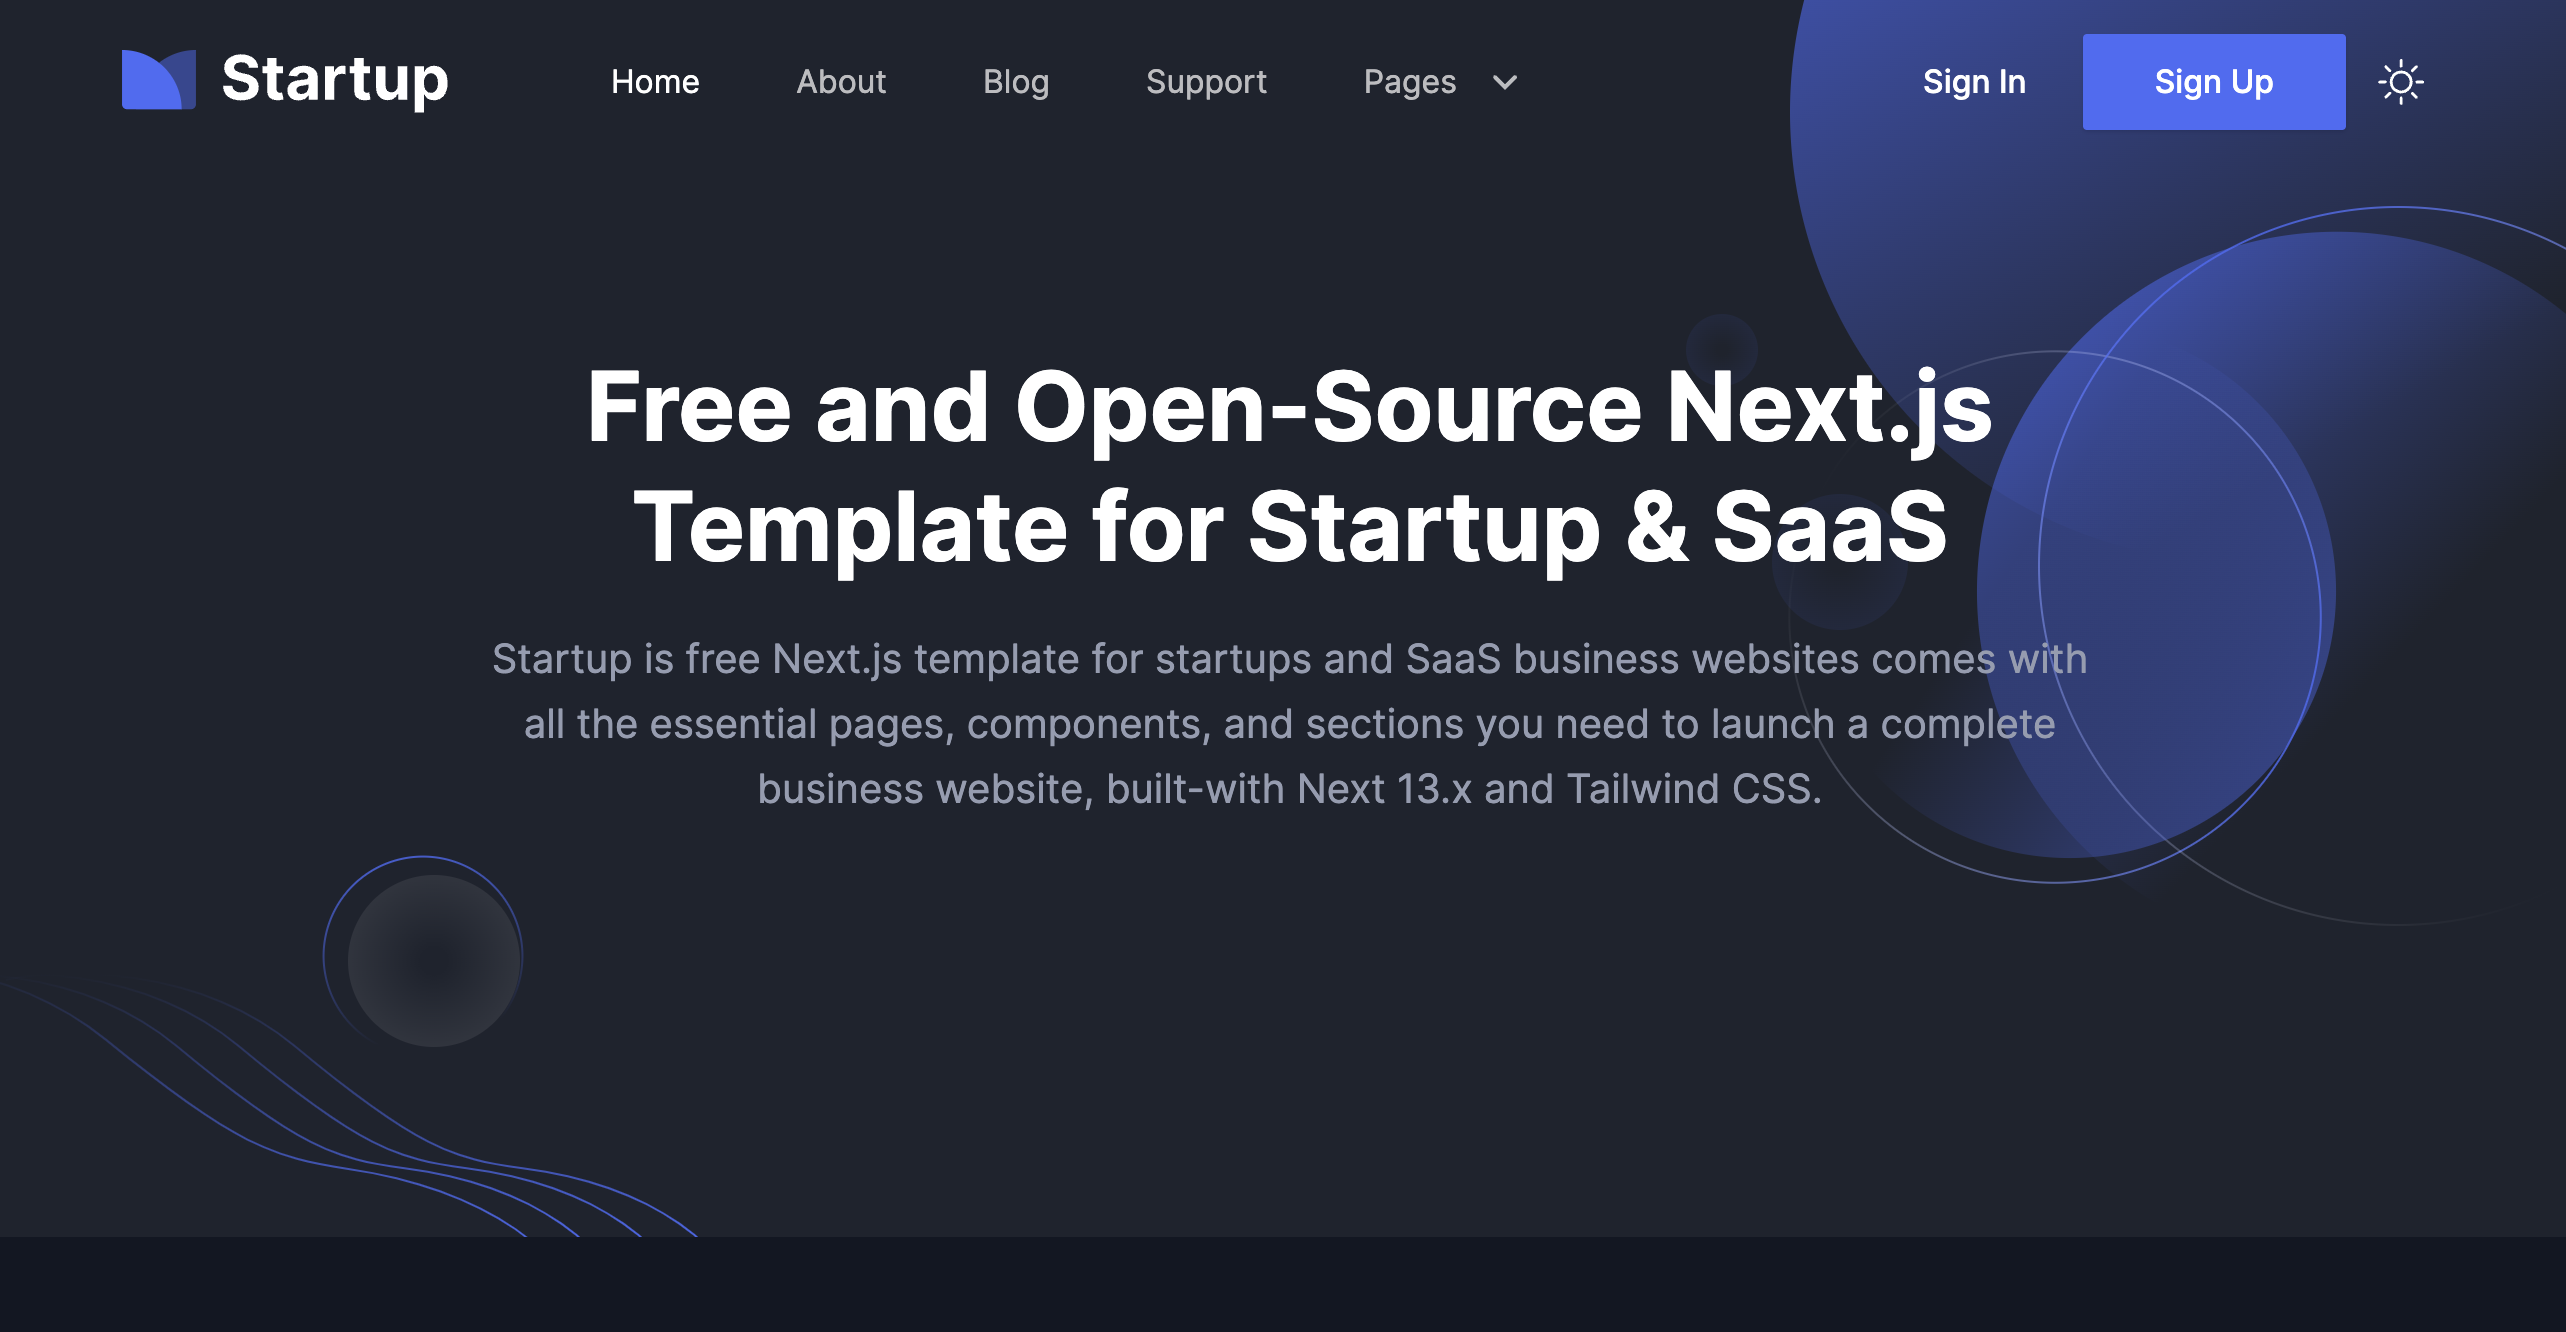 Startup
Home About Blog Support Pages Sign In Sign Up
Free and Open-Source Next.js
Template for Startup & SaaS
Startup is free Next.js template for startups and SaaS business websites comes with
all the essential pages, components, and sections you need to launch a complete
business website, built-with Next 13.x and Tailwind CSS.